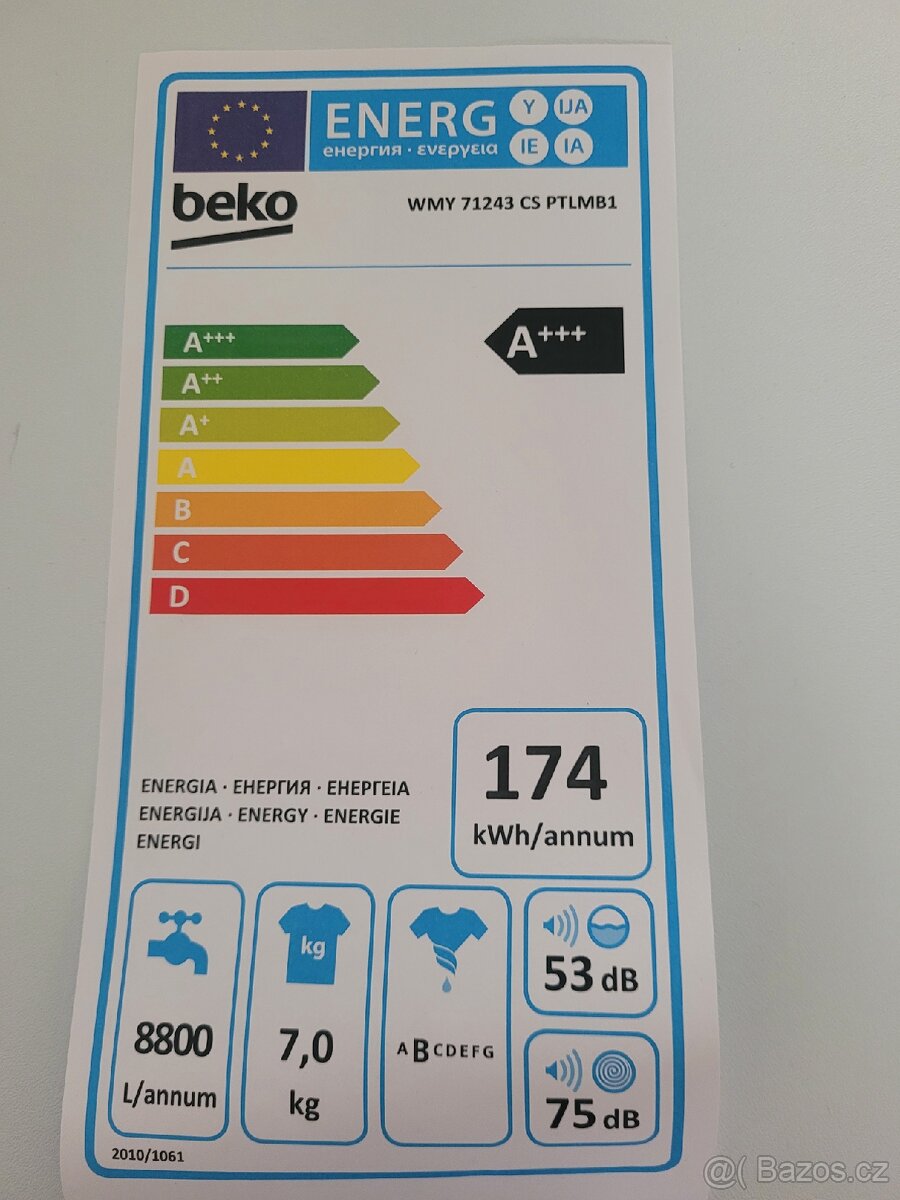 ENERG Y IJA
енергия · ενεργεια IE IA
beko
WMY 71243 CS PTLMB1
A+++
A+++
A++
A+
A
B
C
D
174
kWh/annum
ENERGIA · ЕНЕРГИЯ · ΕΝΕΡΓΕΙΑ
ENERGIJA · ENERGY · ENERGIE
ENERGI
8800
L/annum
kg
7,0
kg
ABCDEFG
53 dB
75 dB
2010/1061
@( Bazos.cz